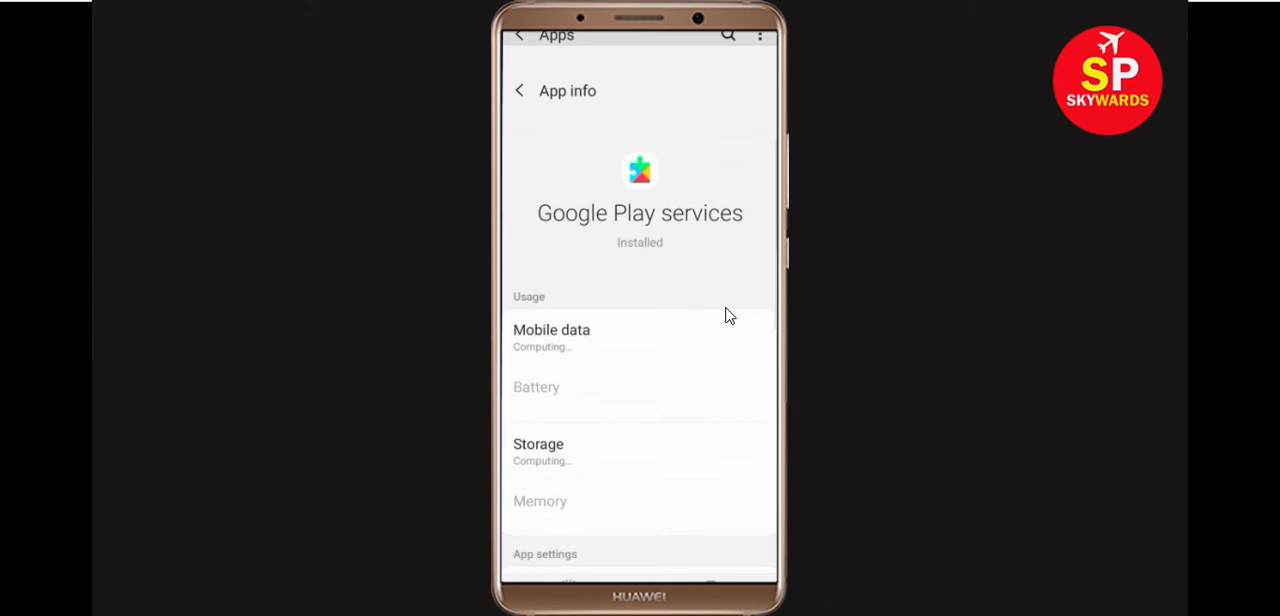 Apps
App info
Google Play services
Installed
Usage
Mobile data
Computing...
Battery
Storage
Computing...
Memory
App settings
HUAWEI
SP
SKYWARDS